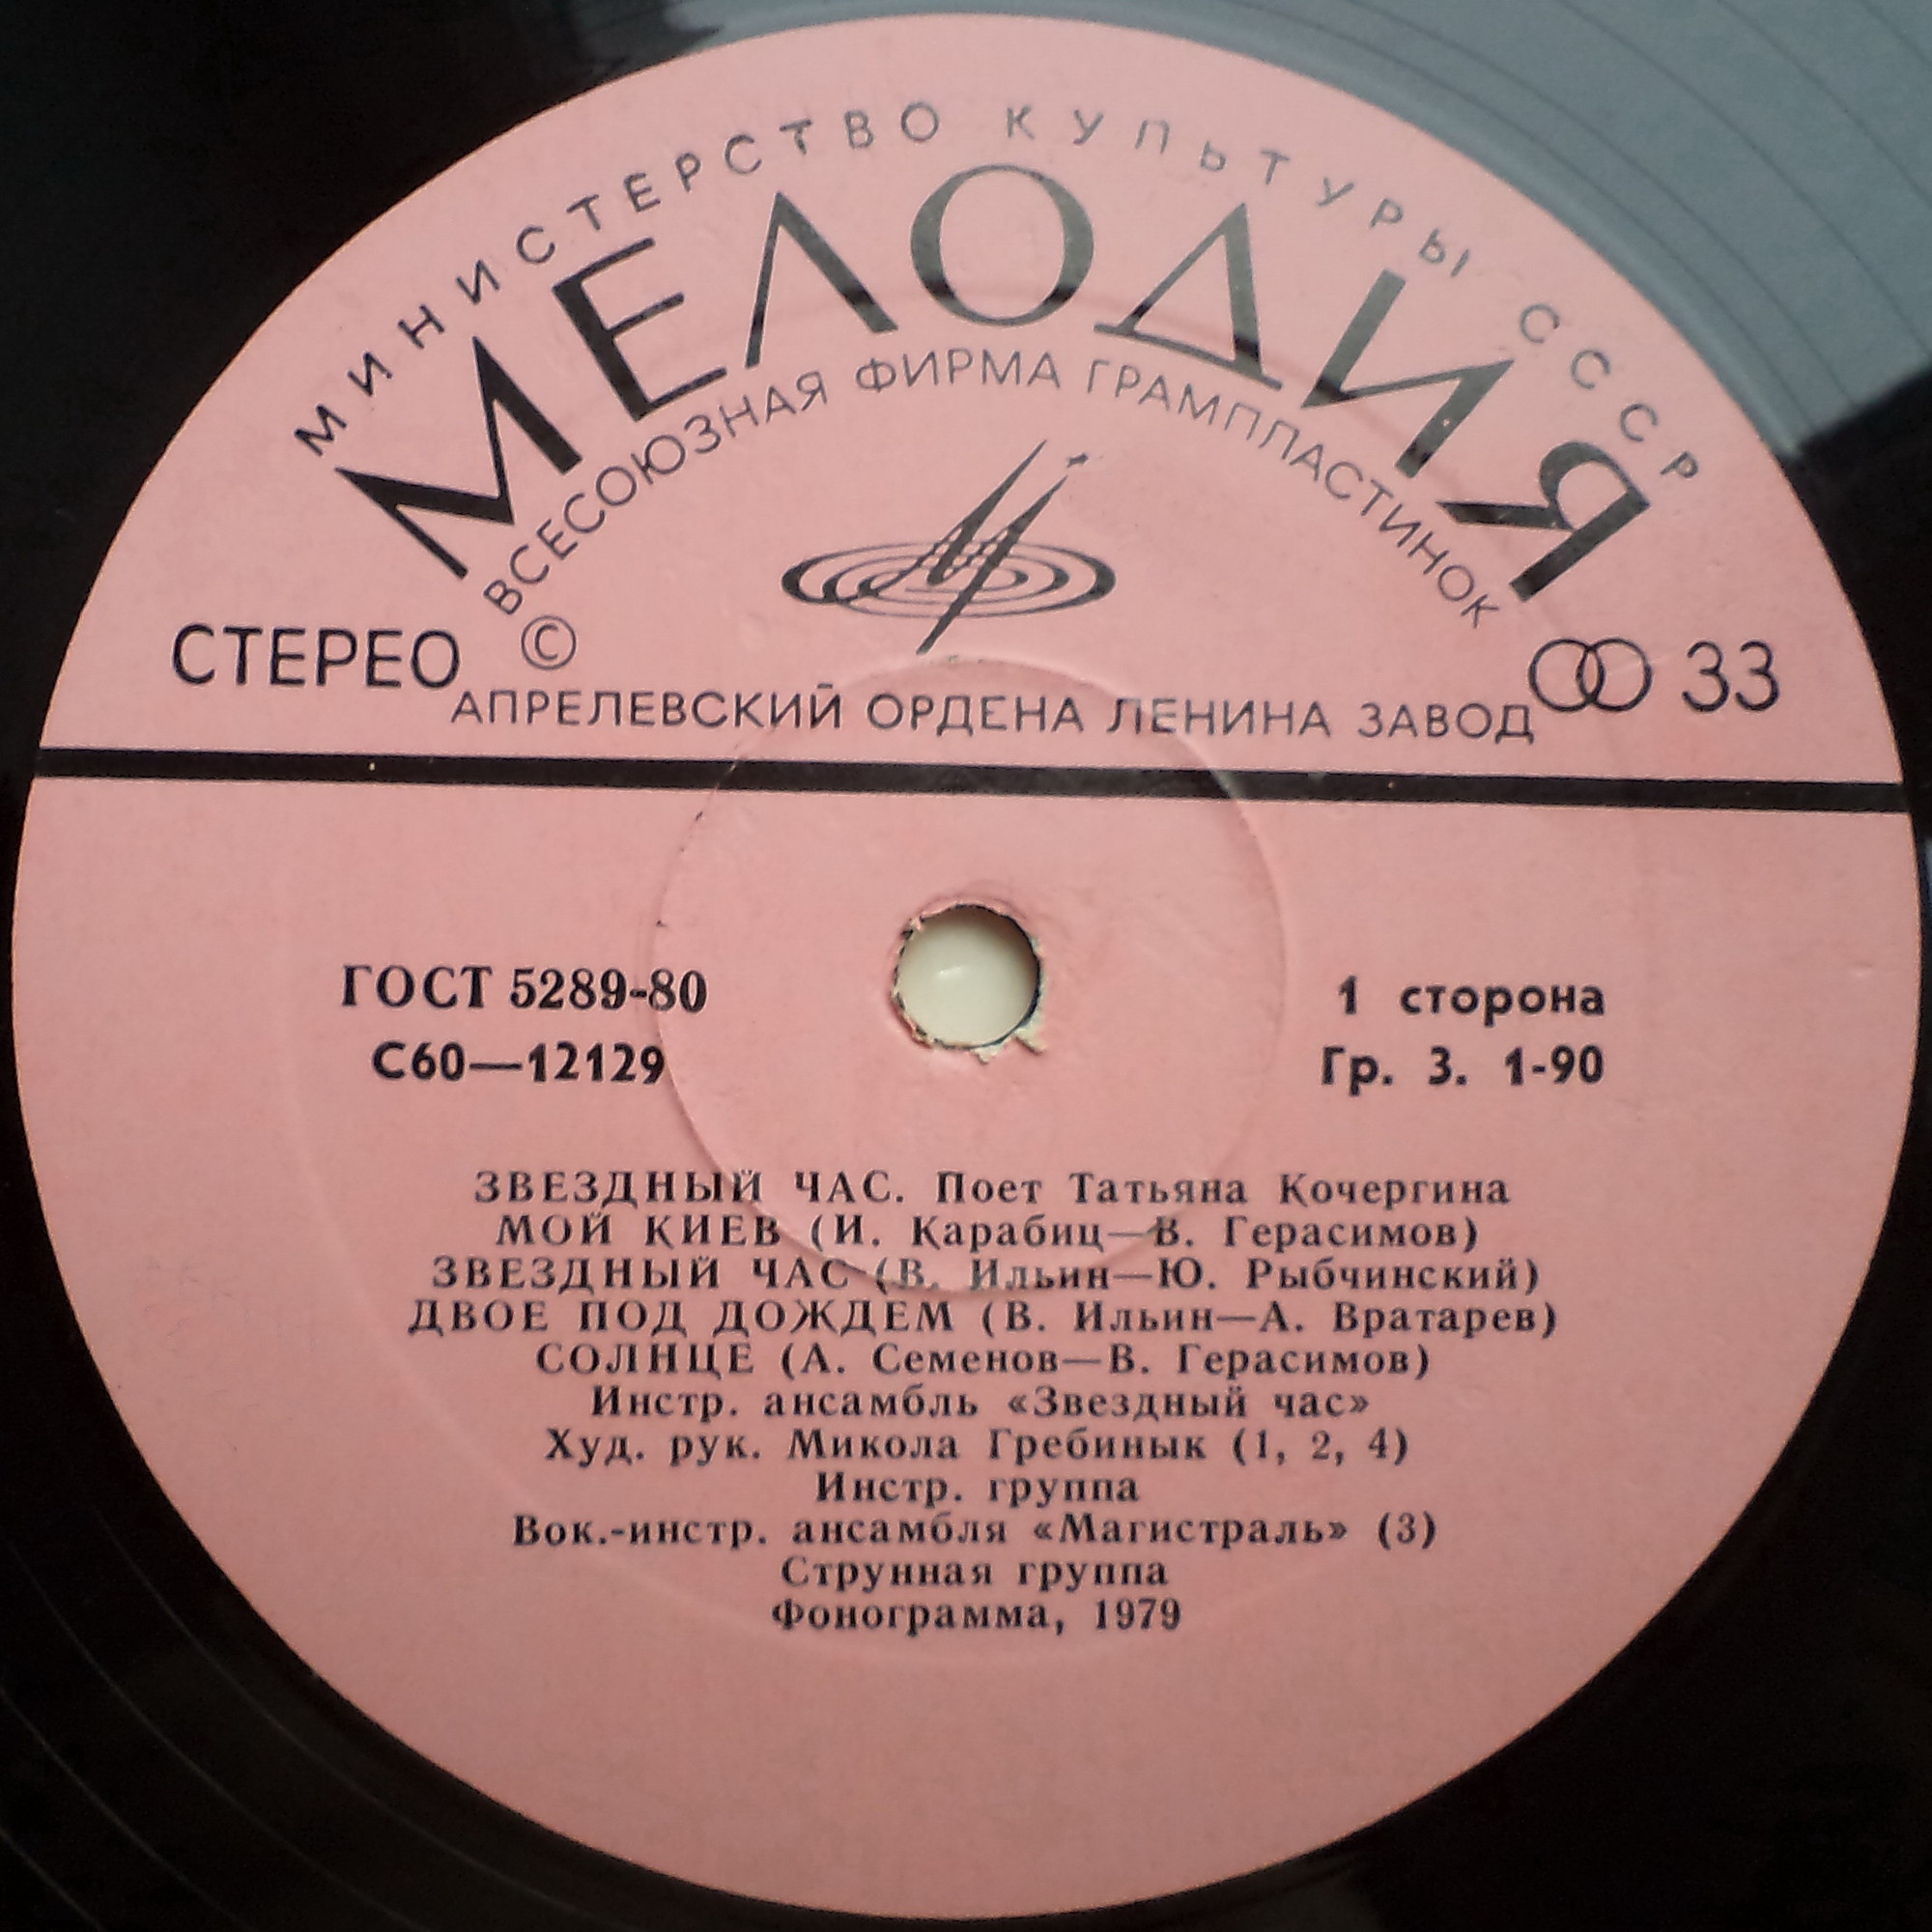 МИНИСТЕРСТВО КУЛЬТУРЫ СССР
МЕЛОДИЯ
ВСЕСОЮЗНАЯ ФИРМА ГРАМПЛАСТИНОК
СТЕРЕО © 33
АПРЕЛЕВСКИЙ ОРДЕНА ЛЕНИНА ЗАВОД
ГОСТ 5289-80
С60—12129
1 сторона
Гр. 3. 1-90
ЗВЕЗДНЫЙ ЧАС. Поет Татьяна Кочергина
МОЙ КИЕВ (И. Карабиц—В. Герасимов)
ЗВЕЗДНЫЙ ЧАС (В. Ильин—Ю. Рыбчинский)
ДВОЕ ПОД ДОЖДЕМ (В. Ильин—А. Вратарев)
СОЛНЦЕ (А. Семенов—В. Герасимов)
Инстр. ансамбль «Звездный час»
Худ. рук. Микола Гребинык (1, 2, 4)
Инстр. группа
Вок.-инстр. ансамбля «Магистраль» (3)
Струнная группа
Фонограмма, 1979